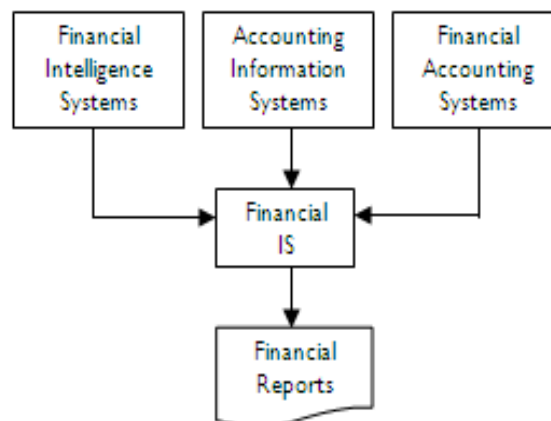 Financial
Intelligence
Systems
Accounting
Information
Systems
Financial
Accounting
Systems
Financial
IS
Financial
Reports